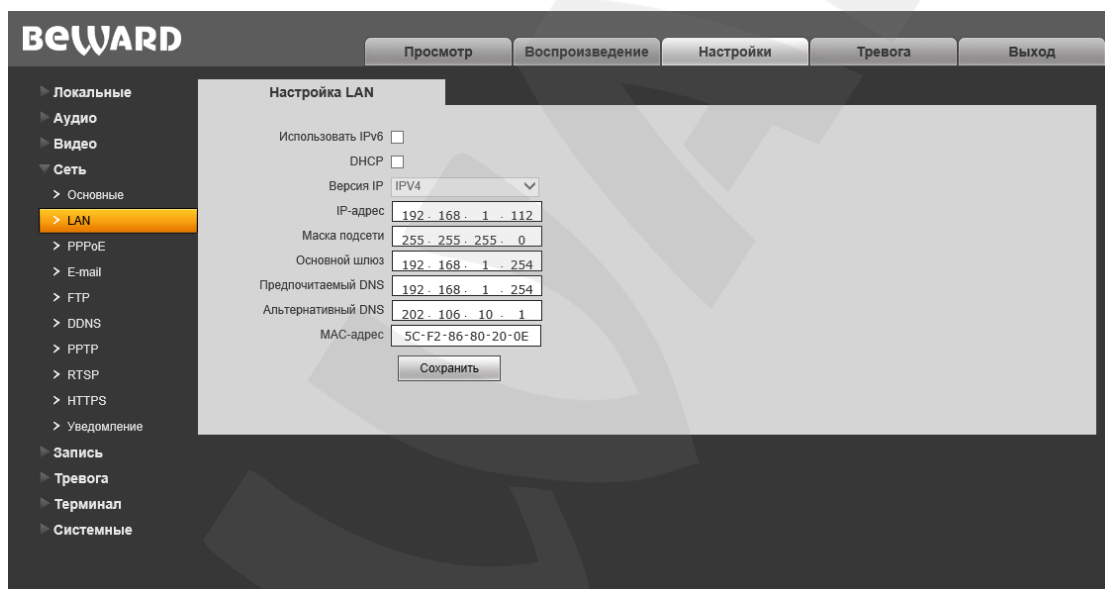 BEWARD
Просмотр Воспроизведение Настройки Тревога Выход
Локальные
Аудио
Видео
Сеть
> Основные
> LAN
> PPPoE
> E-mail
> FTP
> DDNS
> PPTP
> RTSP
> HTTPS
> Уведомление
Запись
Тревога
Терминал
Системные
Настройка LAN
Использовать IPv6
DHCP
Версия IP IPV4
IP-адрес 192. 168. 1 . 112
Маска подсети 255. 255. 255. 0
Основной шлюз 192. 168. 1 . 254
Предпочитаемый DNS 192. 168. 1 . 254
Альтернативный DNS 202. 106. 10 . 1
MAC-адрес 5C-F2-86-80-20-0E
Сохранить